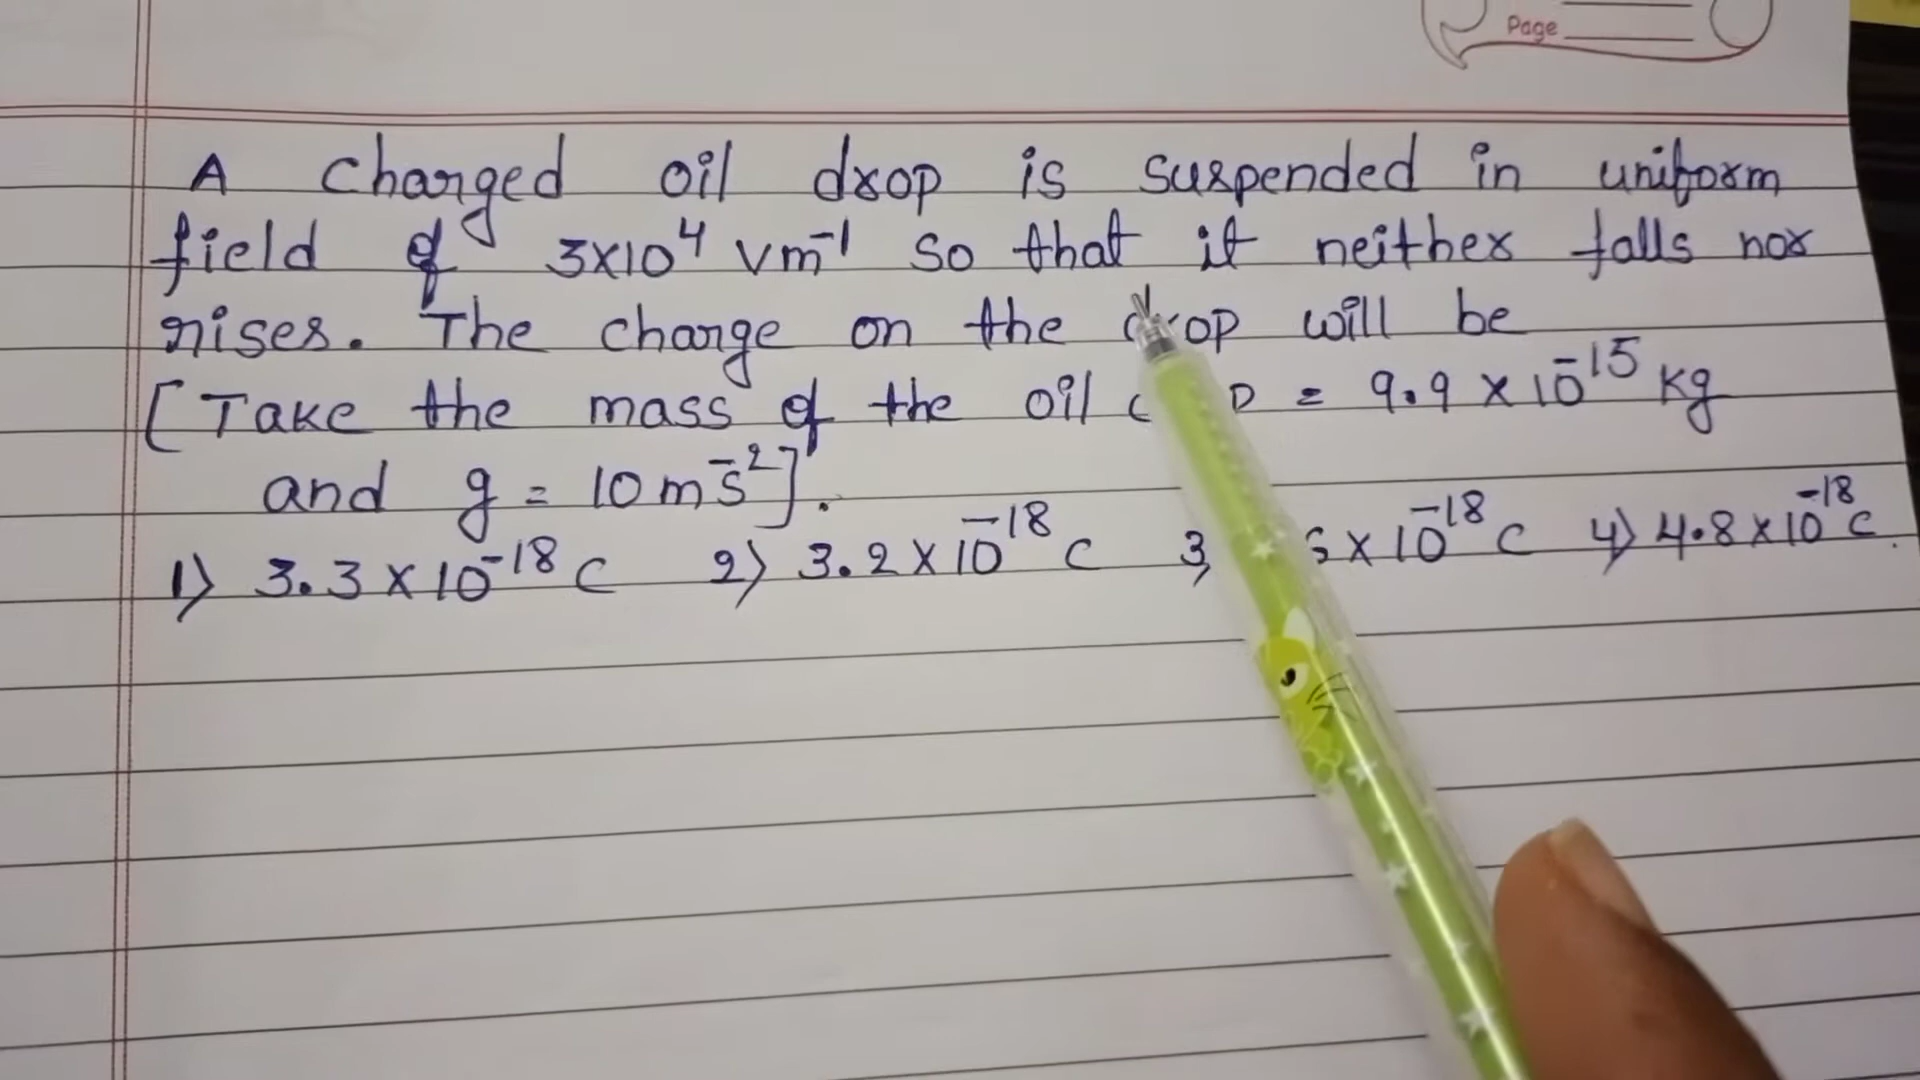 Page
A charged oil drop is suspended in uniform
field of 3x10⁴ Vm⁻¹ so that it neither falls nor
rises. The charge on the drop will be
[Take the mass of the oil = 9.9 x 10⁻¹⁵ kg
and g = 10 ms⁻²].
1) 3.3 x 10⁻¹⁸ C 2) 3.2 x 10⁻¹⁸ C 3) x 10⁻¹⁸ C 4) 4.8 x 10⁻¹⁸ C.